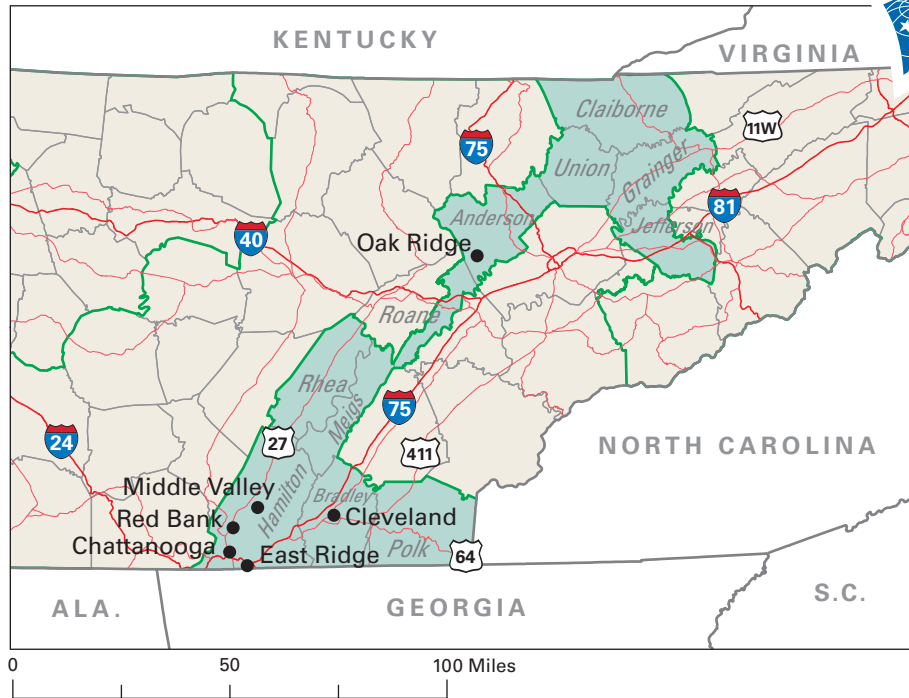 KENTUCKY
VIRGINIA
Claiborne
11W
75
Union
Grainger
81
Anderson
Jefferson
40
Oak Ridge
Roane
Rhea
Meigs
75
24
27
411
NORTH CAROLINA
Middle Valley
Hamilton
Bradley
Red Bank
Cleveland
Chattanooga
East Ridge
Polk
64
ALA.
GEORGIA
S.C.
0 50 100 Miles